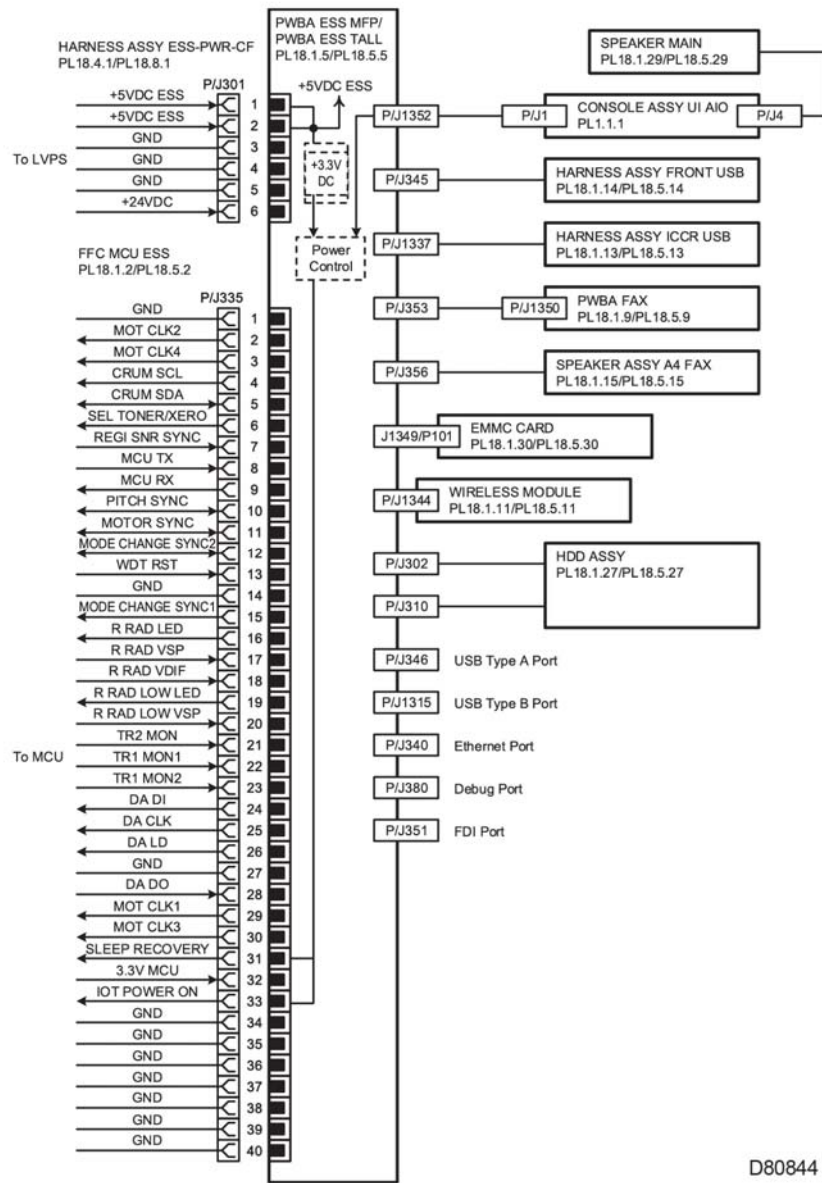 PWBA ESS MFP/
PWBA ESS TALL
PL18.1.5/PL18.5.5
HARNESS ASSY ESS-PWR-CF
PL18.4.1/PL18.8.1
P/J301
+5VDC ESS 1
+5VDC ESS 2
GND 3
GND 4
GND 5
+24VDC 6
To LVPS
+5VDC ESS
+3.3V
DC
Power
Control
FFC MCU ESS
PL18.1.2/PL18.5.2
P/J335
GND 1
MOT CLK2 2
MOT CLK4 3
CRUM SCL 4
CRUM SDA 5
SEL TONER/XERO 6
REGI SNR SYNC 7
MCU TX 8
MCU RX 9
PITCH SYNC 10
MOTOR SYNC 11
MODE CHANGE SYNC2 12
WDT RST 13
GND 14
MODE CHANGE SYNC1 15
R RAD LED 16
R RAD VSP 17
R RAD VDIF 18
R RAD LOW LED 19
R RAD LOW VSP 20
TR2 MON 21
To MCU
TR1 MON1 22
TR1 MON2 23
DA DI 24
DA CLK 25
DA LD 26
GND 27
DA DO 28
MOT CLK1 29
MOT CLK3 30
SLEEP RECOVERY 31
3.3V MCU 32
IOT POWER ON 33
GND 34
GND 35
GND 36
GND 37
GND 38
GND 39
GND 40
SPEAKER MAIN
PL18.1.29/PL18.5.29
P/J1352 P/J1 CONSOLE ASSY UI AIO P/J4
PL1.1.1
P/J345 HARNESS ASSY FRONT USB
PL18.1.14/PL18.5.14
P/J1337 HARNESS ASSY ICCR USB
PL18.1.13/PL18.5.13
P/J353 P/J1350 PWBA FAX
PL18.1.9/PL18.5.9
P/J356 SPEAKER ASSY A4 FAX
PL18.1.15/PL18.5.15
J1349/P101 EMMC CARD
PL18.1.30/PL18.5.30
P/J1344 WIRELESS MODULE
PL18.1.11/PL18.5.11
P/J302 HDD ASSY
PL18.1.27/PL18.5.27
P/J310
P/J346 USB Type A Port
P/J1315 USB Type B Port
P/J340 Ethernet Port
P/J380 Debug Port
P/J351 FDI Port
D80844